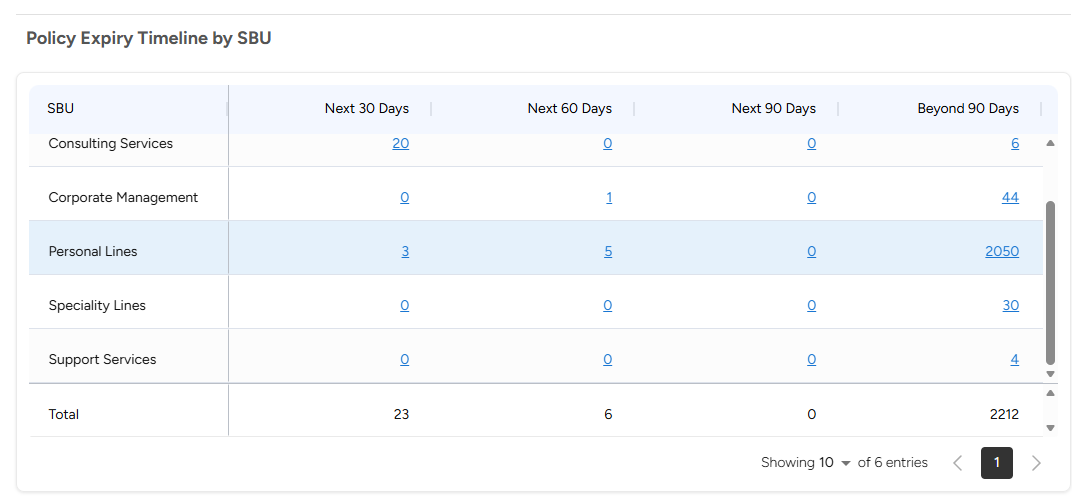 Policy Expiry Timeline by SBU
SBU Next 30 Days Next 60 Days Next 90 Days Beyond 90 Days
Consulting Services 20 0 0 6
Corporate Management 0 1 0 44
Personal Lines 3 5 0 2050
Speciality Lines 0 0 0 30
Support Services 0 0 0 4
Total 23 6 0 2212
Showing 10 of 6 entries 1